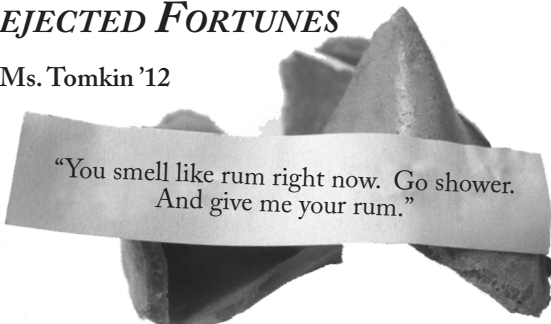 EJECTED FORTUNES
Ms. Tomkin ’12
“You smell like rum right now.  Go shower.
And give me your rum.”